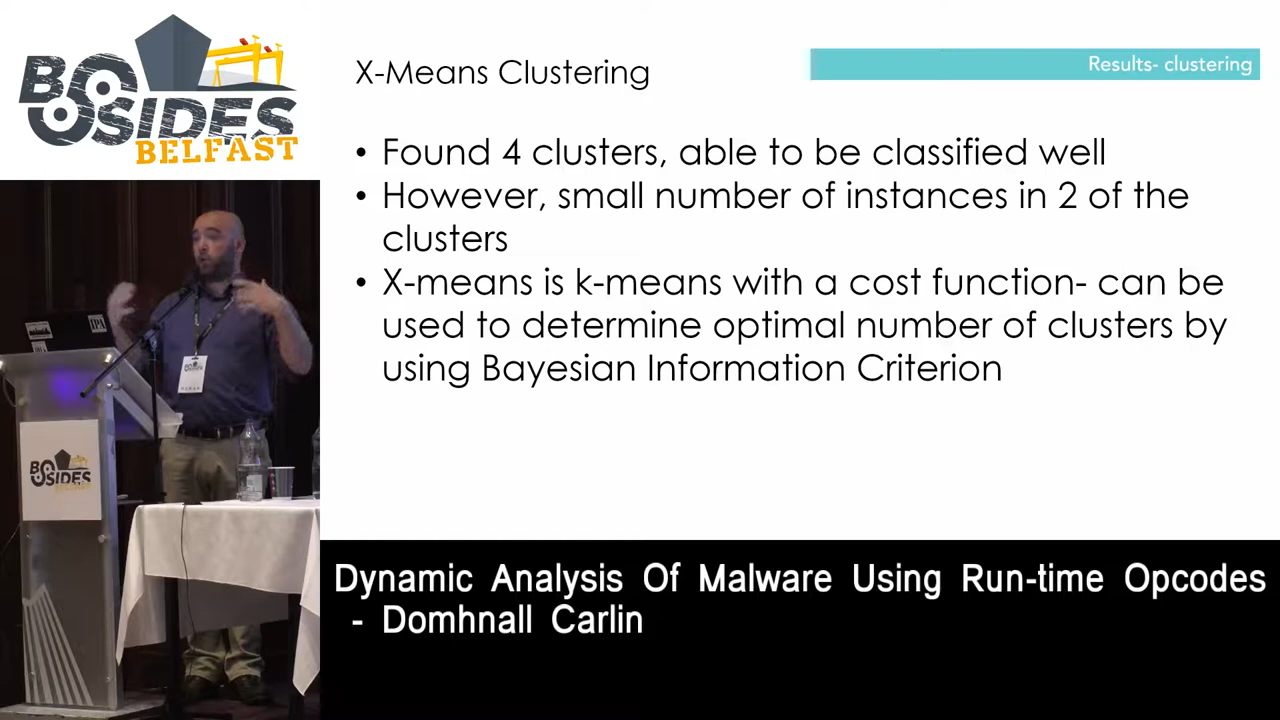 BSIDES
BELFAST
X-Means Clustering
Results- clustering
• Found 4 clusters, able to be classified well
• However, small number of instances in 2 of the
clusters
• X-means is k-means with a cost function- can be
used to determine optimal number of clusters by
using Bayesian Information Criterion
IPA
BSIDES
BELFAST
Dynamic Analysis Of Malware Using Run-time Opcodes
- Domhnall Carlin